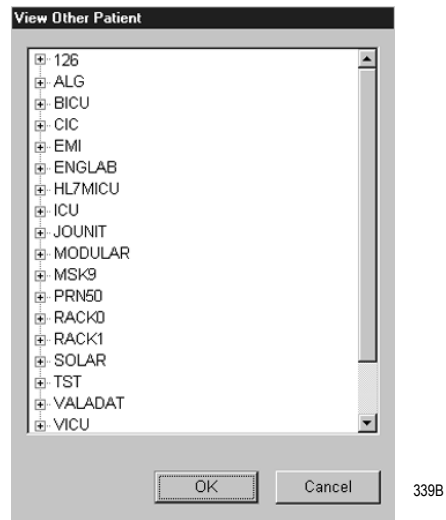 View Other Patient
126
ALG
BICU
CIC
EMI
ENGLAB
HL7MICU
ICU
JOUNIT
MODULAR
MSK9
PRN50
RACK0
RACK1
SOLAR
TST
VALADAT
VICU
OK Cancel
339B